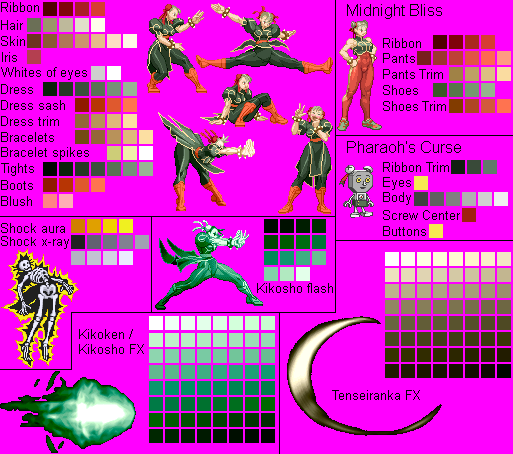 Ribbon
Hair
Skin
Iris
Whites of eyes
Dress
Dress sash
Dress trim
Bracelets
Bracelet spikes
Tights
Boots
Blush
Midnight Bliss
Ribbon
Pants
Pants Trim
Shoes
Shoes Trim
Pharaoh's Curse
Ribbon Trim
Eyes
Body
Screw Center
Buttons
Shock aura
Shock x-ray
Kikosho flash
Kikoken /
Kikosho FX
Tenseiranka FX